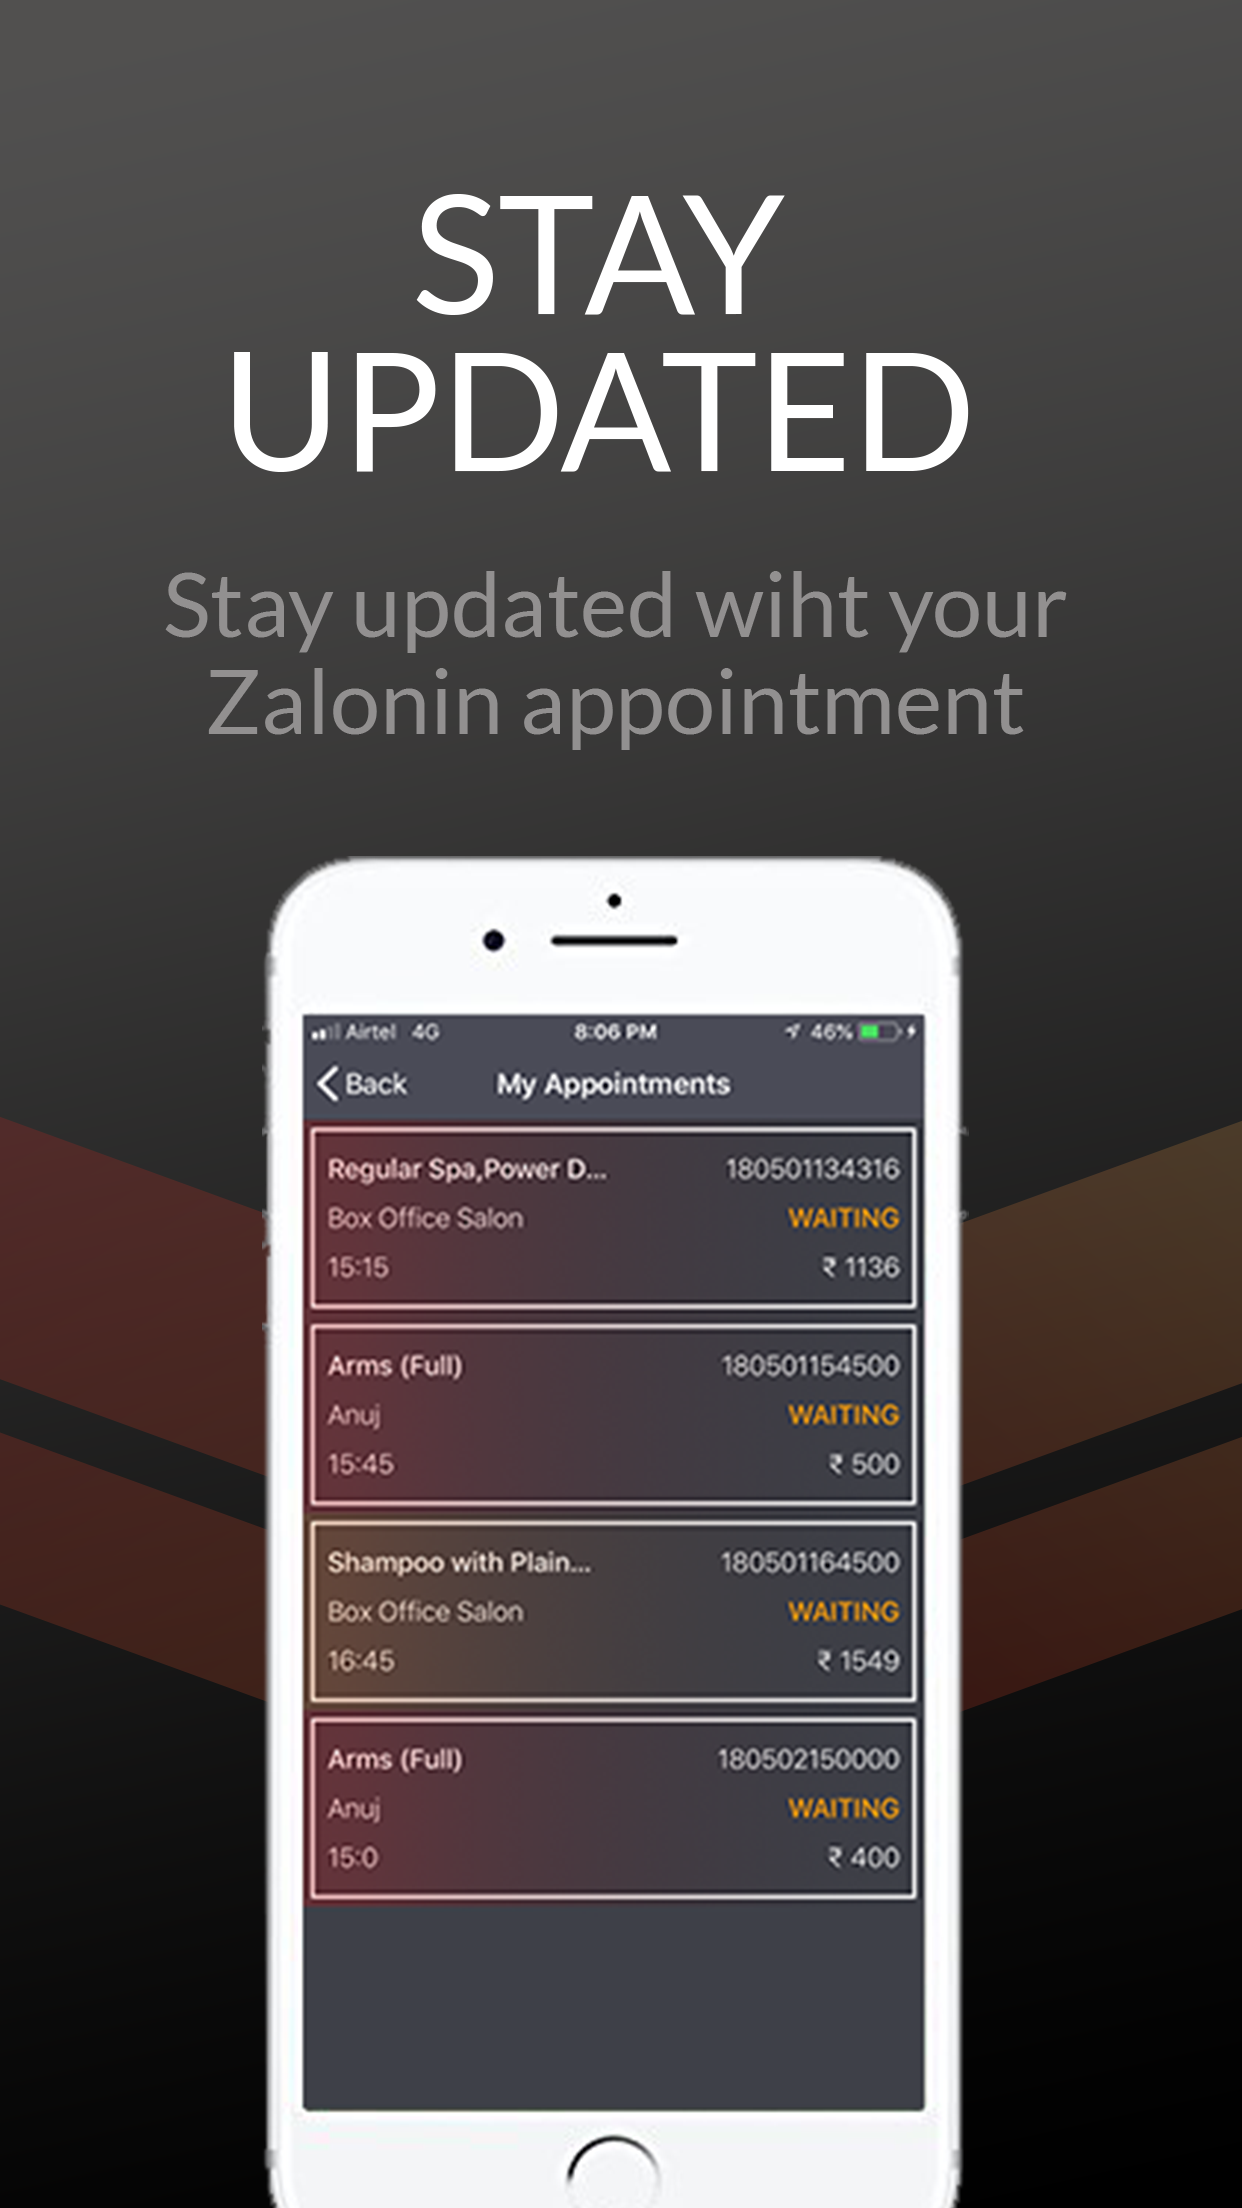 STAY
UPDATED
Stay updated wiht your
Zalonin appointment
Airtel 4G 8:06 PM 46%
Back My Appointments
Regular Spa,Power D... 180501134316
Box Office Salon WAITING
15:15 ₹ 1136
Arms (Full) 180501154500
Anuj WAITING
15:45 ₹ 500
Shampoo with Plain... 180501164500
Box Office Salon WAITING
16:45 ₹ 1549
Arms (Full) 180502150000
Anuj WAITING
15:0 ₹ 400